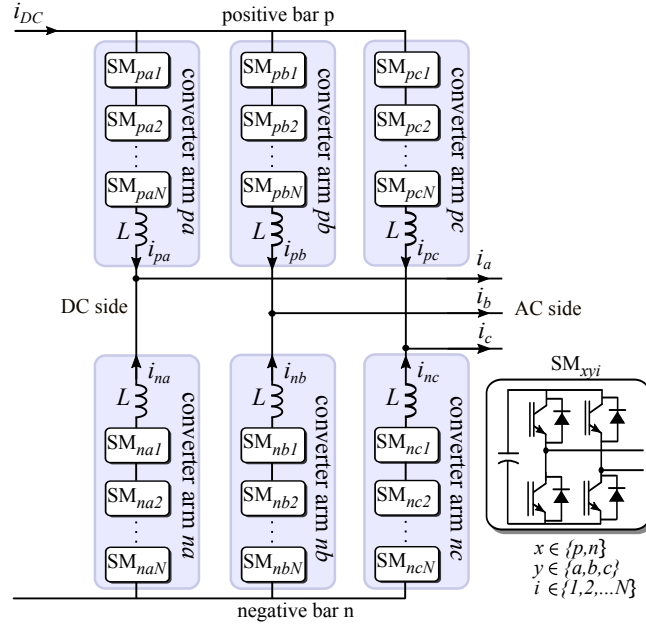 i_DC
positive bar p
SM_pa1 SM_pb1 SM_pc1
SM_pa2 SM_pb2 SM_pc2
SM_paN SM_pbN SM_pcN
converter arm pa
converter arm pb
converter arm pc
L L L
i_pa i_pb i_pc
i_a
DC side
i_b
AC side
i_c
i_na i_nb i_nc
L L L
SM_na1 SM_nb1 SM_nc1
SM_na2 SM_nb2 SM_nc2
SM_naN SM_nbN SM_ncN
converter arm na
converter arm nb
converter arm nc
negative bar n
SM_xyi
x ∈ {p,n}
y ∈ {a,b,c}
i ∈ {1,2,...N}